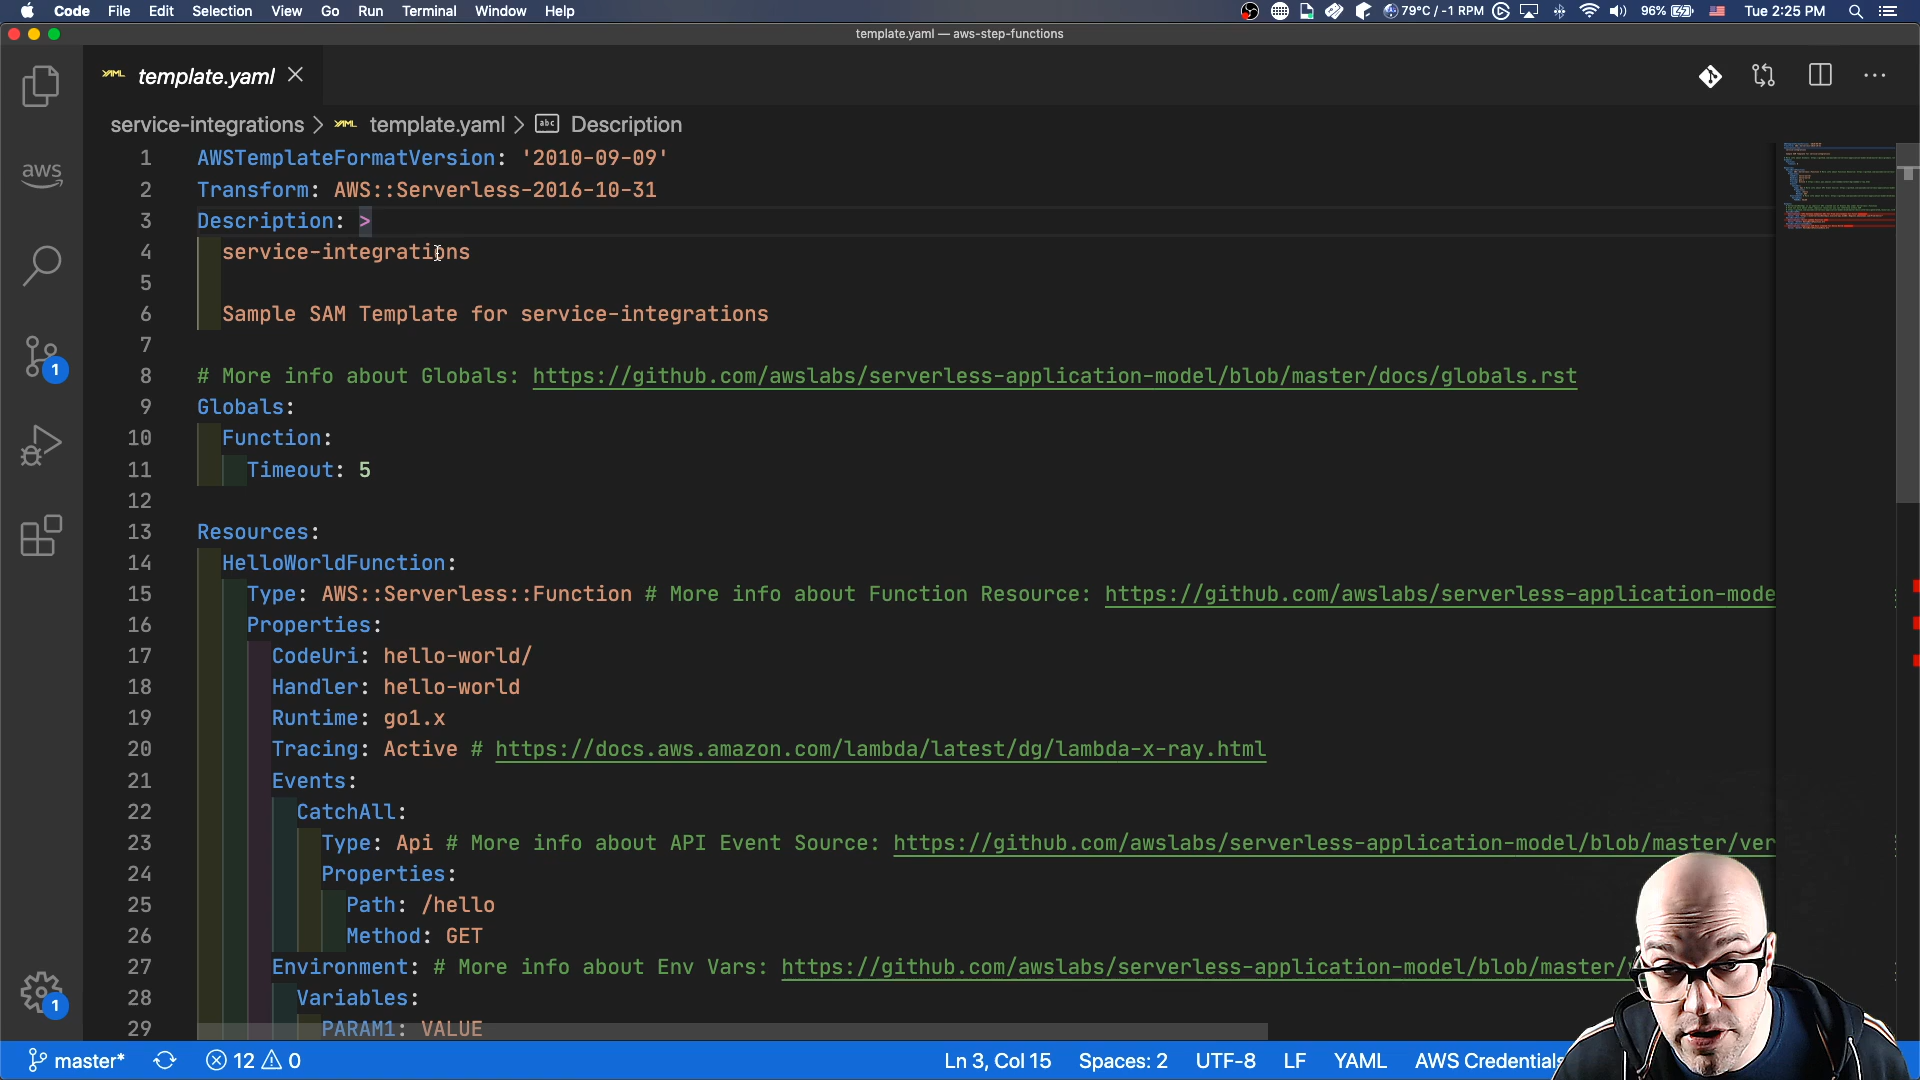 Code File Edit Selection View Go Run Terminal Window Help
79°C / -1 RPM 96% Tue 2:25 PM
template.yaml — aws-step-functions
YAML template.yaml
service-integrations > YAML template.yaml > abc Description
aws
1 AWSTemplateFormatVersion: '2010-09-09'
2 Transform: AWS::Serverless-2016-10-31
3 Description: >
4 service-integrations
5
6 Sample SAM Template for service-integrations
7
8 # More info about Globals: https://github.com/awslabs/serverless-application-model/blob/master/docs/globals.rst
9 Globals:
10 Function:
11 Timeout: 5
12
13 Resources:
14 HelloWorldFunction:
15 Type: AWS::Serverless::Function # More info about Function Resource: https://github.com/awslabs/serverless-application-mode
16 Properties:
17 CodeUri: hello-world/
18 Handler: hello-world
19 Runtime: go1.x
20 Tracing: Active # https://docs.aws.amazon.com/lambda/latest/dg/lambda-x-ray.html
21 Events:
22 CatchAll:
23 Type: Api # More info about API Event Source: https://github.com/awslabs/serverless-application-model/blob/master/ver
24 Properties:
25 Path: /hello
26 Method: GET
27 Environment: # More info about Env Vars: https://github.com/awslabs/serverless-application-model/blob/master/
28 Variables:
29 PARAM1: VALUE
1
1
master* 12 0 Ln 3, Col 15 Spaces: 2 UTF-8 LF YAML AWS Credentials